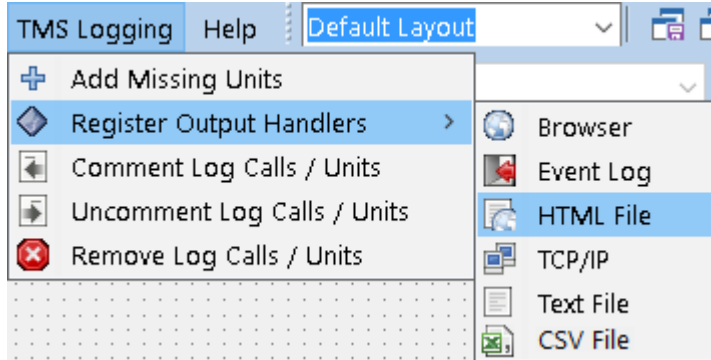 TMS Logging Help Default Layout
Add Missing Units
Register Output Handlers
Comment Log Calls / Units
Uncomment Log Calls / Units
Remove Log Calls / Units
Browser
Event Log
HTML File
TCP/IP
Text File
CSV File